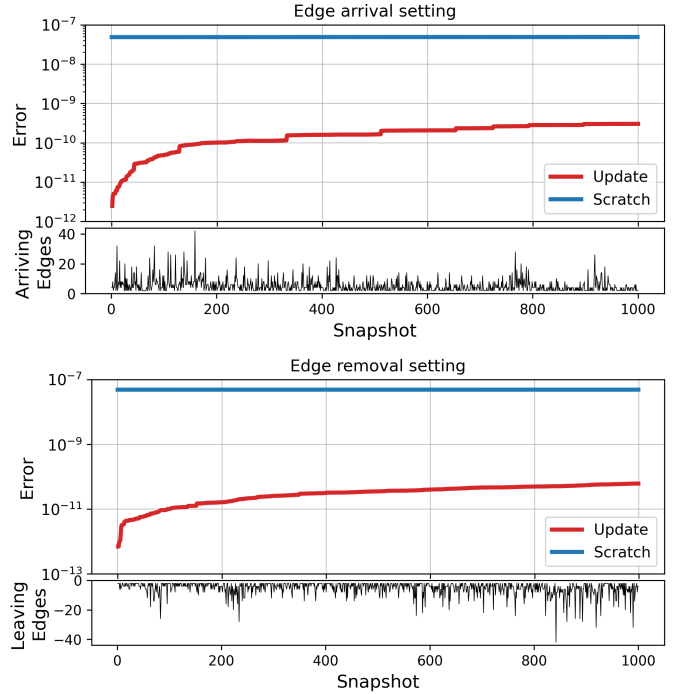 Edge arrival setting
10⁻⁷
10⁻⁸
10⁻⁹
10⁻¹⁰
10⁻¹¹
10⁻¹²
Error
Update
Scratch
40
20
0
Arriving
Edges
0 200 400 600 800 1000
Snapshot
Edge removal setting
10⁻⁷
10⁻⁹
10⁻¹¹
10⁻¹³
Error
Update
Scratch
0
−20
−40
Leaving
Edges
0 200 400 600 800 1000
Snapshot